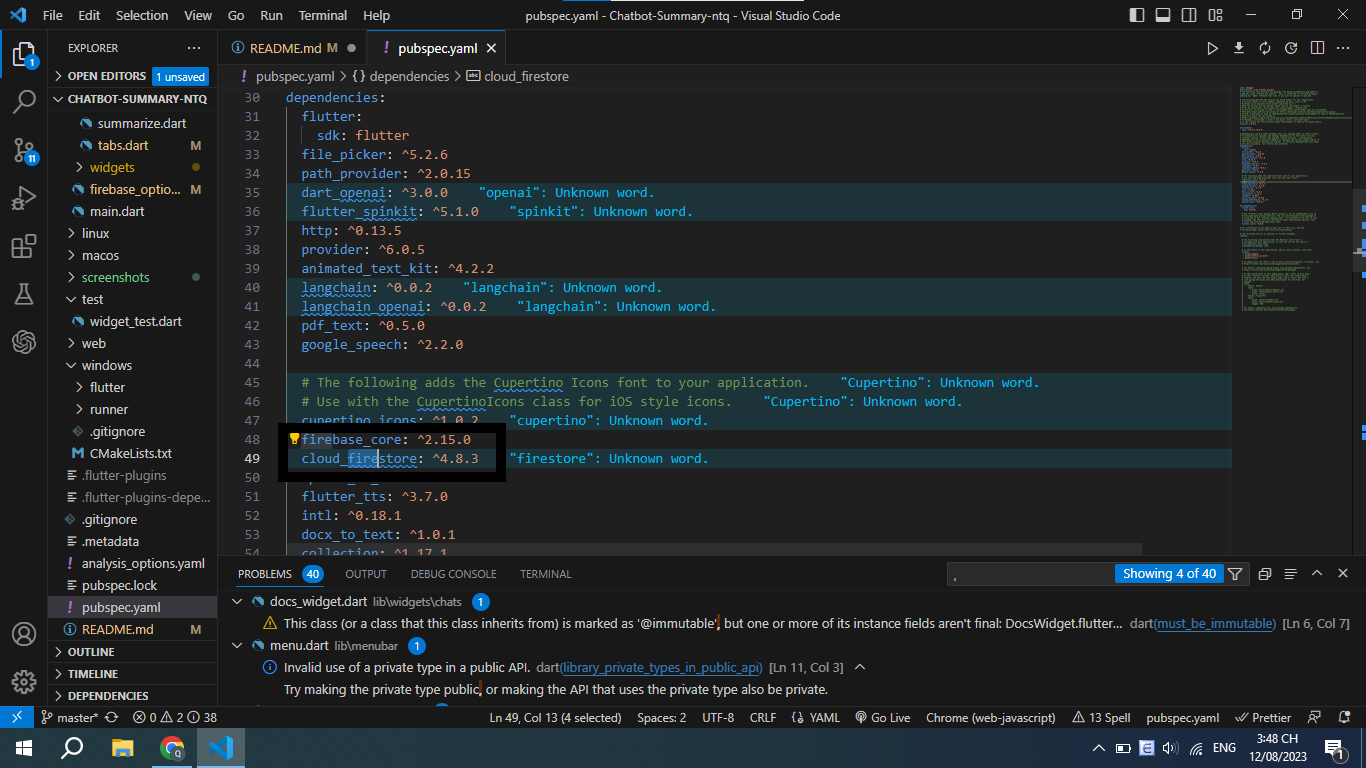 File Edit Selection View Go Run Terminal Help
pubspec.yaml - Chatbot-Summary-ntq - Visual Studio Code
EXPLORER
1
OPEN EDITORS 1 unsaved
CHATBOT-SUMMARY-NTQ
summarize.dart
tabs.dart M
widgets
firebase_optio... M
main.dart
linux
macos
screenshots
test
widget_test.dart
web
windows
flutter
runner
.gitignore
CMakeLists.txt
.flutter-plugins
.flutter-plugins-depe...
.gitignore
.metadata
analysis_options.yaml
pubspec.lock
pubspec.yaml
README.md M
OUTLINE
TIMELINE
DEPENDENCIES
11
README.md M
pubspec.yaml
pubspec.yaml > {} dependencies > cloud_firestore
30 dependencies:
31 flutter:
32 sdk: flutter
33 file_picker: ^5.2.6
34 path_provider: ^2.0.15
35 dart_openai: ^3.0.0 "openai": Unknown word.
36 flutter_spinkit: ^5.1.0 "spinkit": Unknown word.
37 http: ^0.13.5
38 provider: ^6.0.5
39 animated_text_kit: ^4.2.2
40 langchain: ^0.0.2 "langchain": Unknown word.
41 langchain_openai: ^0.0.2 "langchain": Unknown word.
42 pdf_text: ^0.5.0
43 google_speech: ^2.2.0
44
45 # The following adds the Cupertino Icons font to your application. "Cupertino": Unknown word.
46 # Use with the CupertinoIcons class for iOS style icons. "Cupertino": Unknown word.
47 cupertino_icons: ^1.0.2 "cupertino": Unknown word.
48 firebase_core: ^2.15.0
49 cloud_firestore: ^4.8.3 "firestore": Unknown word.
50
51 flutter_tts: ^3.7.0
52 intl: ^0.18.1
53 docx_to_text: ^1.0.1
54 collection: ^1.17.1
PROBLEMS 40 OUTPUT DEBUG CONSOLE TERMINAL
, Showing 4 of 40
docs_widget.dart lib\widgets\chats 1
This class (or a class that this class inherits from) is marked as '@immutable', but one or more of its instance fields aren't final: DocsWidget.flutter... dart(must_be_immutable) [Ln 6, Col 7]
menu.dart lib\menubar 1
Invalid use of a private type in a public API. dart(library_private_types_in_public_api) [Ln 11, Col 3]
Try making the private type public, or making the API that uses the private type also be private.
master* 0 2 38 Ln 49, Col 13 (4 selected) Spaces: 2 UTF-8 CRLF YAML Go Live Chrome (web-javascript) 13 Spell pubspec.yaml Prettier
ENG
3:48 CH
12/08/2023
1